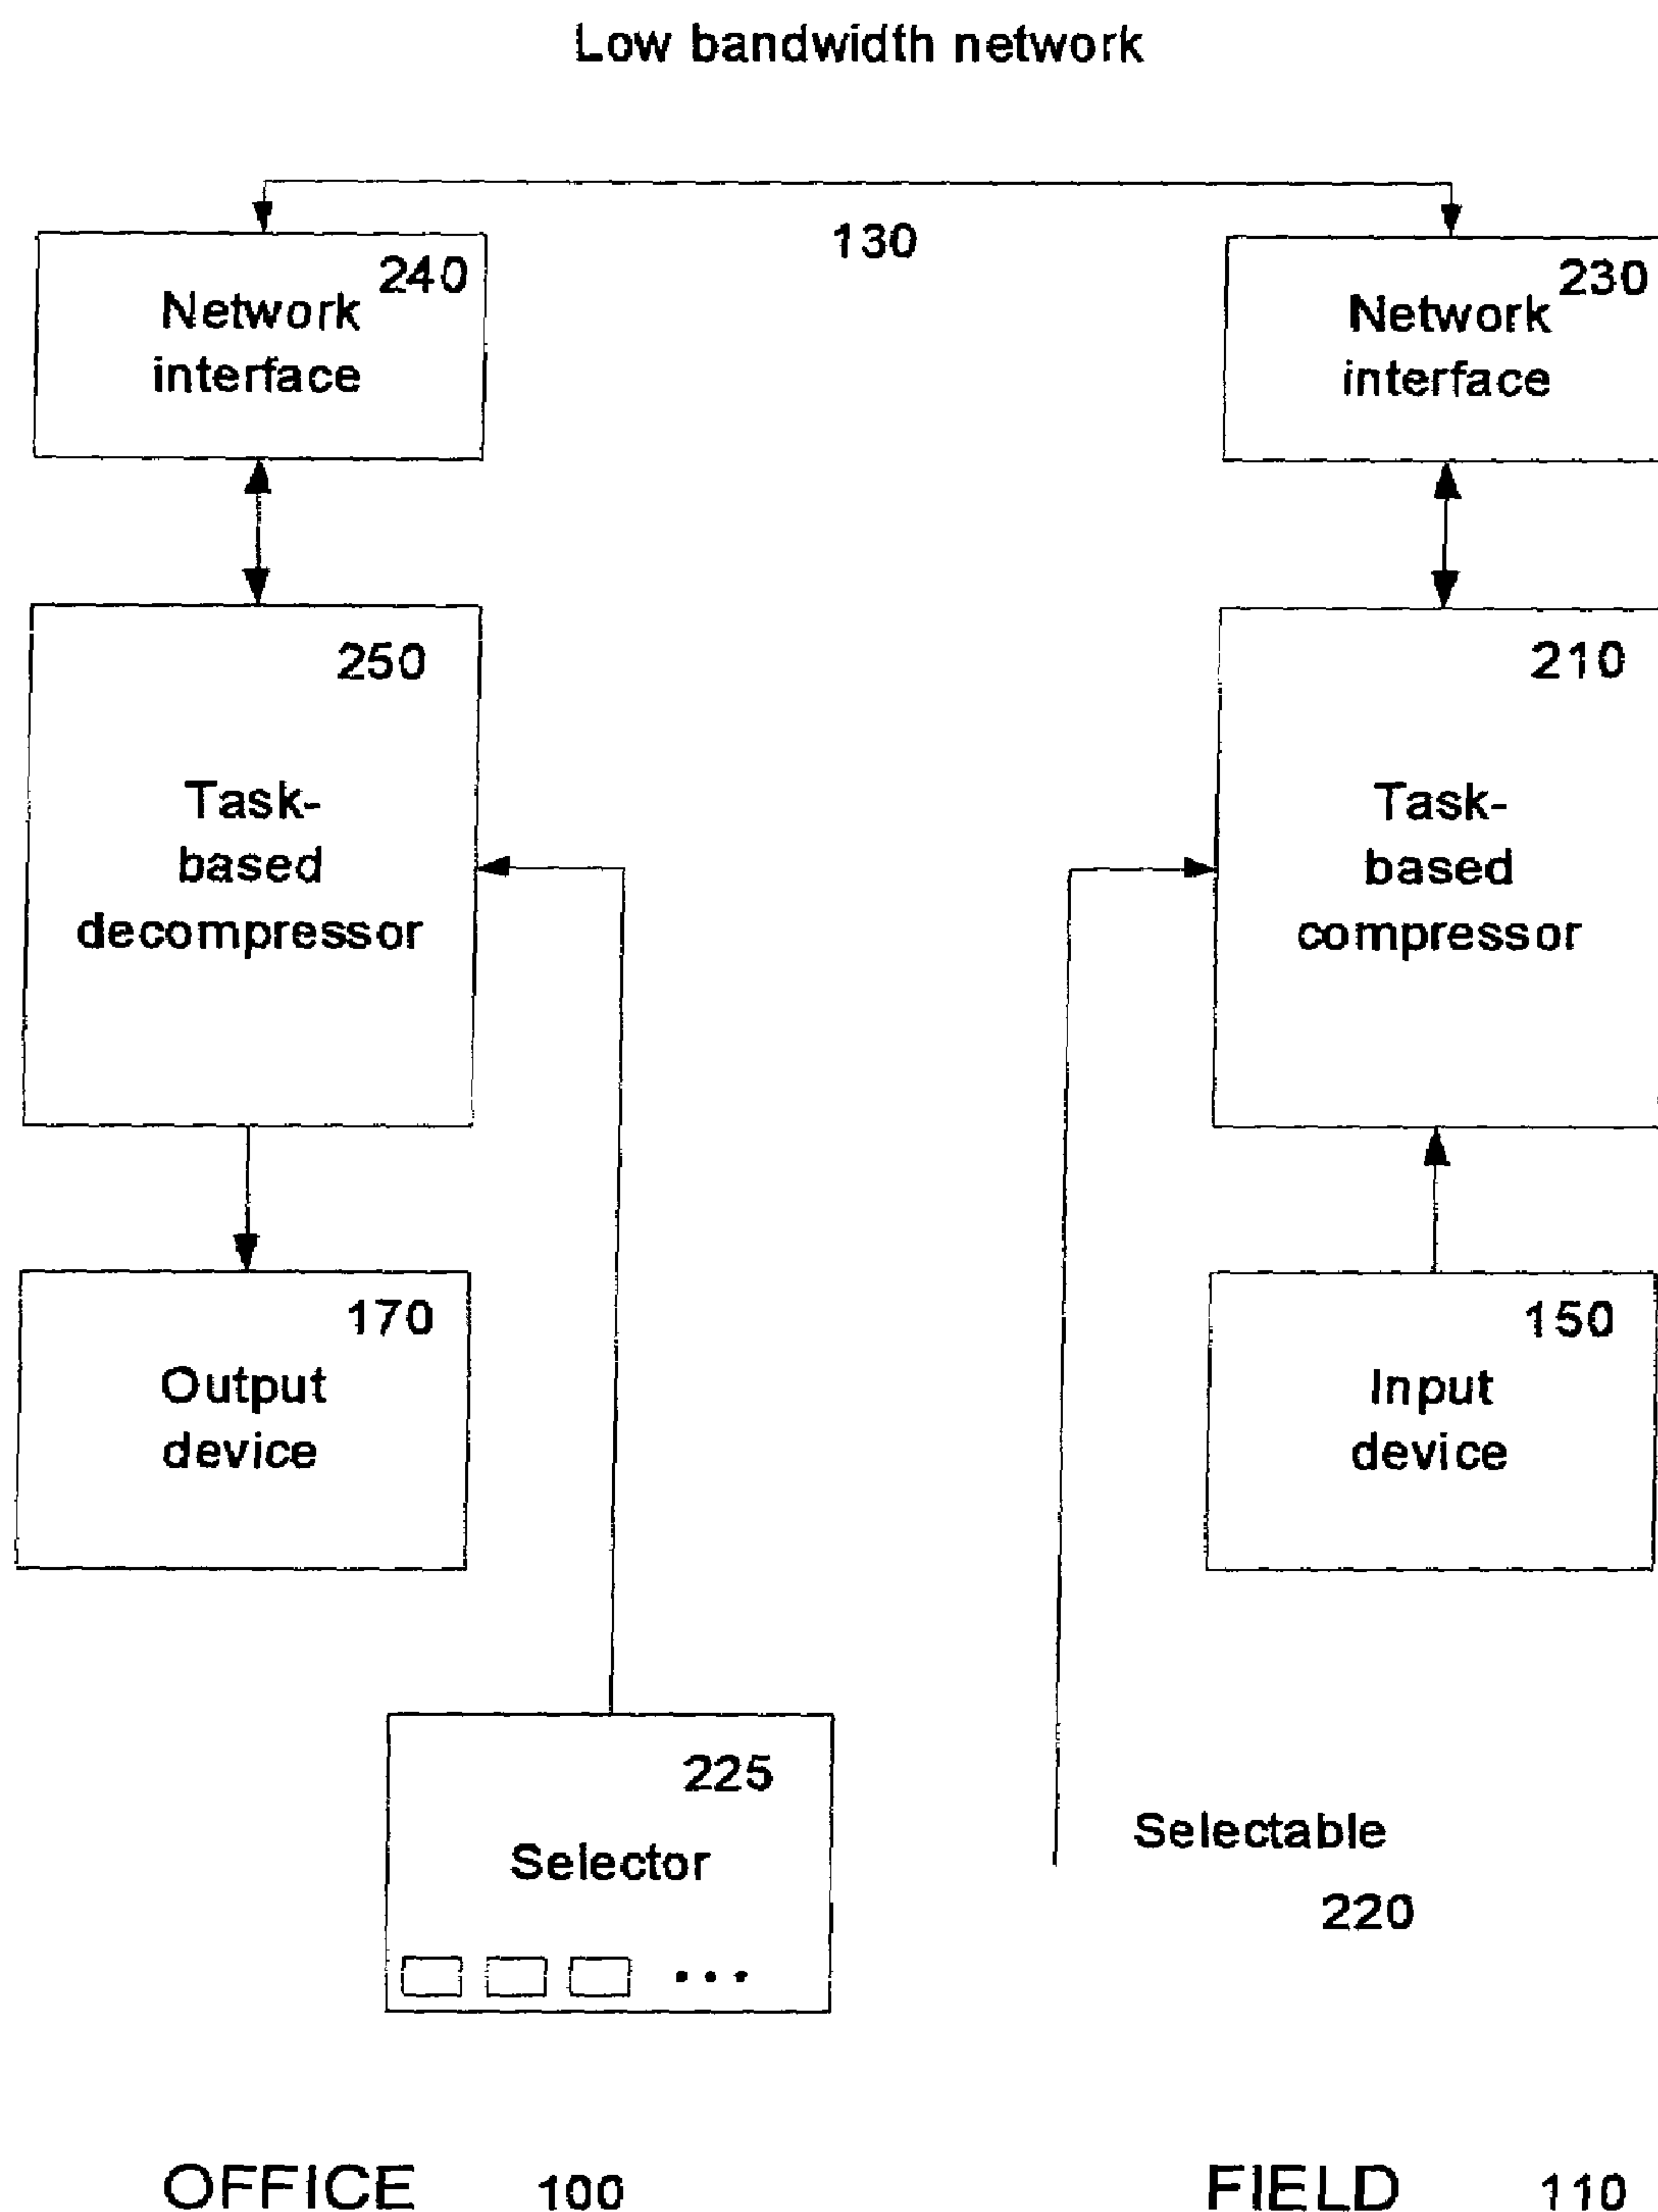 Low bandwidth network
130
240
Network
interface
230
Network
interface
250
Task-
based
decompressor
210
Task-
based
compressor
170
Output
device
150
Input
device
225
Selector
...
Selectable
220
OFFICE 100
FIELD 110